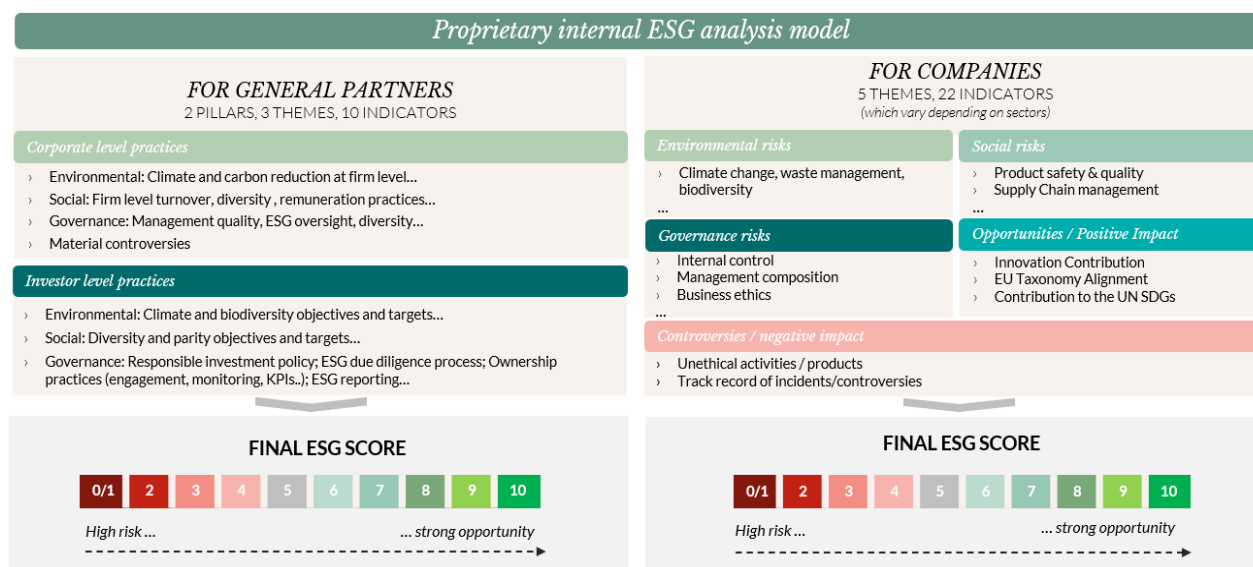 Proprietary internal ESG analysis model
FOR GENERAL PARTNERS
2 PILLARS, 3 THEMES, 10 INDICATORS
Corporate level practices
› Environmental: Climate and carbon reduction at firm level...
› Social: Firm level turnover, diversity , remuneration practices...
› Governance: Management quality, ESG oversight, diversity...
› Material controversies
Investor level practices
› Environmental: Climate and biodiversity objectives and targets...
› Social: Diversity and parity objectives and targets...
› Governance: Responsible investment policy; ESG due diligence process; Ownership
practices (engagement, monitoring, KPIs..); ESG reporting...
FINAL ESG SCORE
0/1 2 3 4 5 6 7 8 9 10
High risk ... ... strong opportunity
FOR COMPANIES
5 THEMES, 22 INDICATORS
(which vary depending on sectors)
Environmental risks
› Climate change, waste management,
biodiversity
...
Social risks
› Product safety & quality
› Supply Chain management
...
Governance risks
› Internal control
› Management composition
› Business ethics
...
Opportunities / Positive Impact
› Innovation Contribution
› EU Taxonomy Alignment
› Contribution to the UN SDGs
Controversies / negative impact
› Unethical activities / products
› Track record of incidents/controversies
FINAL ESG SCORE
0/1 2 3 4 5 6 7 8 9 10
High risk ... ... strong opportunity